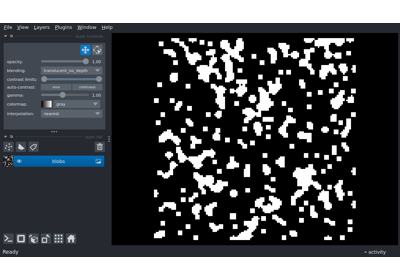 File View Layers Plugins Window Help
opacity: 1.00
blending: translucent_no_depth
contrast limits:
auto-contrast: once continuous
gamma: 1.00
colormap: gray
interpolation: nearest
blobs
Ready activity